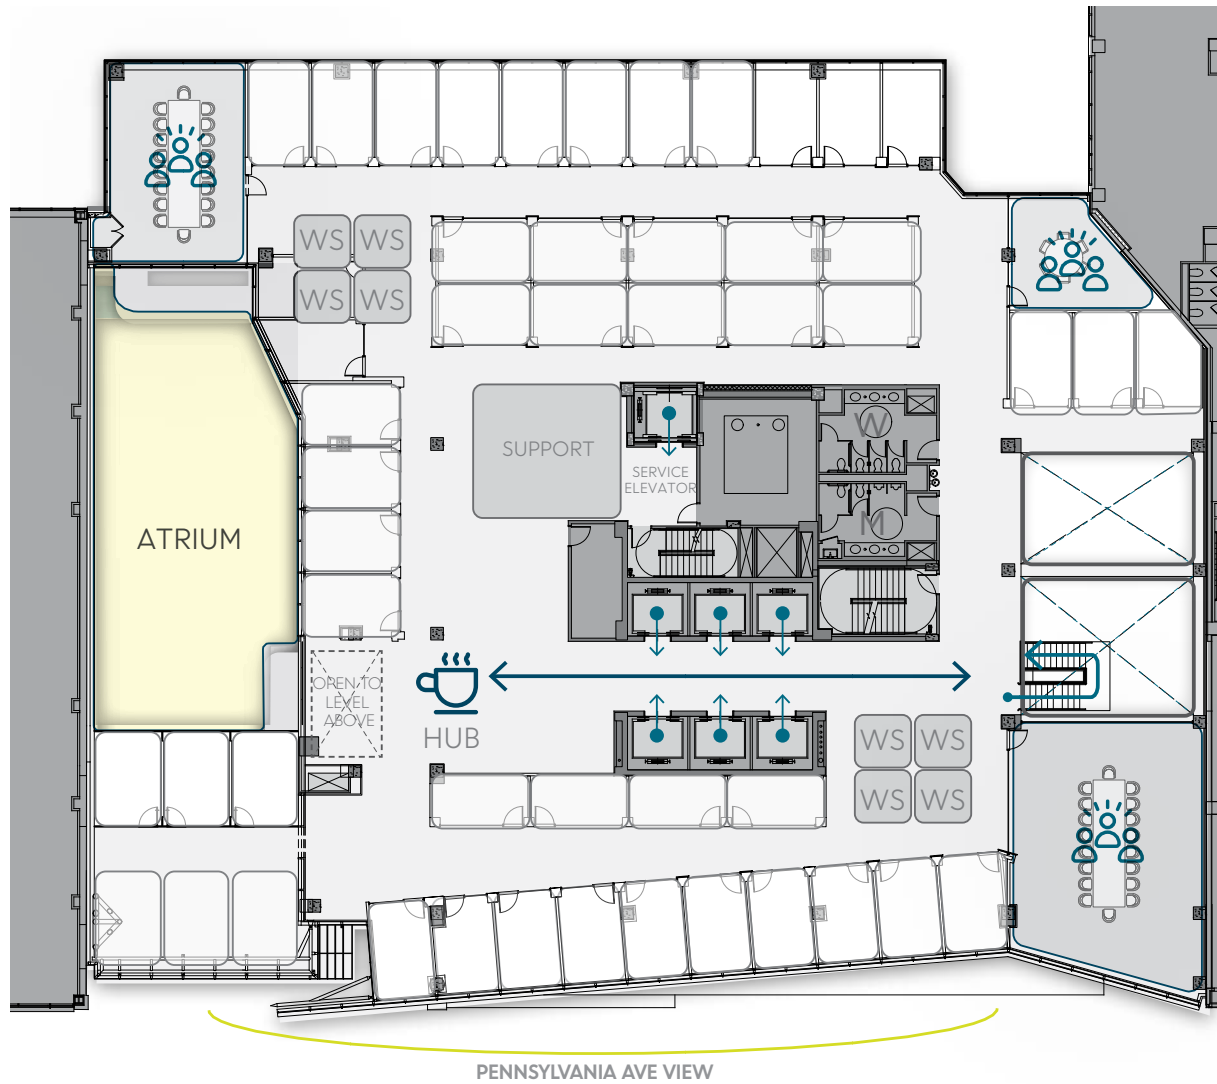 WS WS
WS WS
SUPPORT
W
SERVICE
ELEVATOR
M
ATRIUM
OPEN TO
LEVEL
ABOVE
HUB
WS WS
WS WS
PENNSYLVANIA AVE VIEW